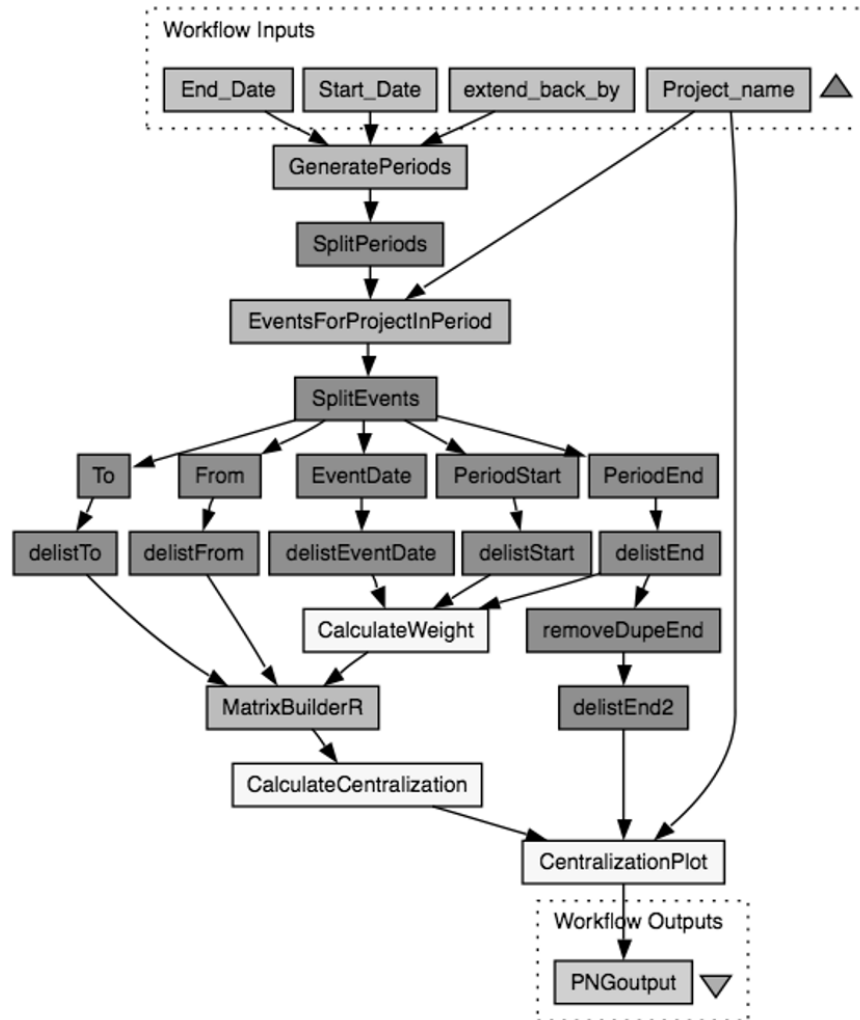 Workflow Inputs
End_Date
Start_Date
extend_back_by
Project_name
GeneratePeriods
SplitPeriods
EventsForProjectInPeriod
SplitEvents
To
From
EventDate
PeriodStart
PeriodEnd
delistTo
delistFrom
delistEventDate
delistStart
delistEnd
CalculateWeight
removeDupeEnd
MatrixBuilderR
delistEnd2
CalculateCentralization
CentralizationPlot
Workflow Outputs
PNGoutput